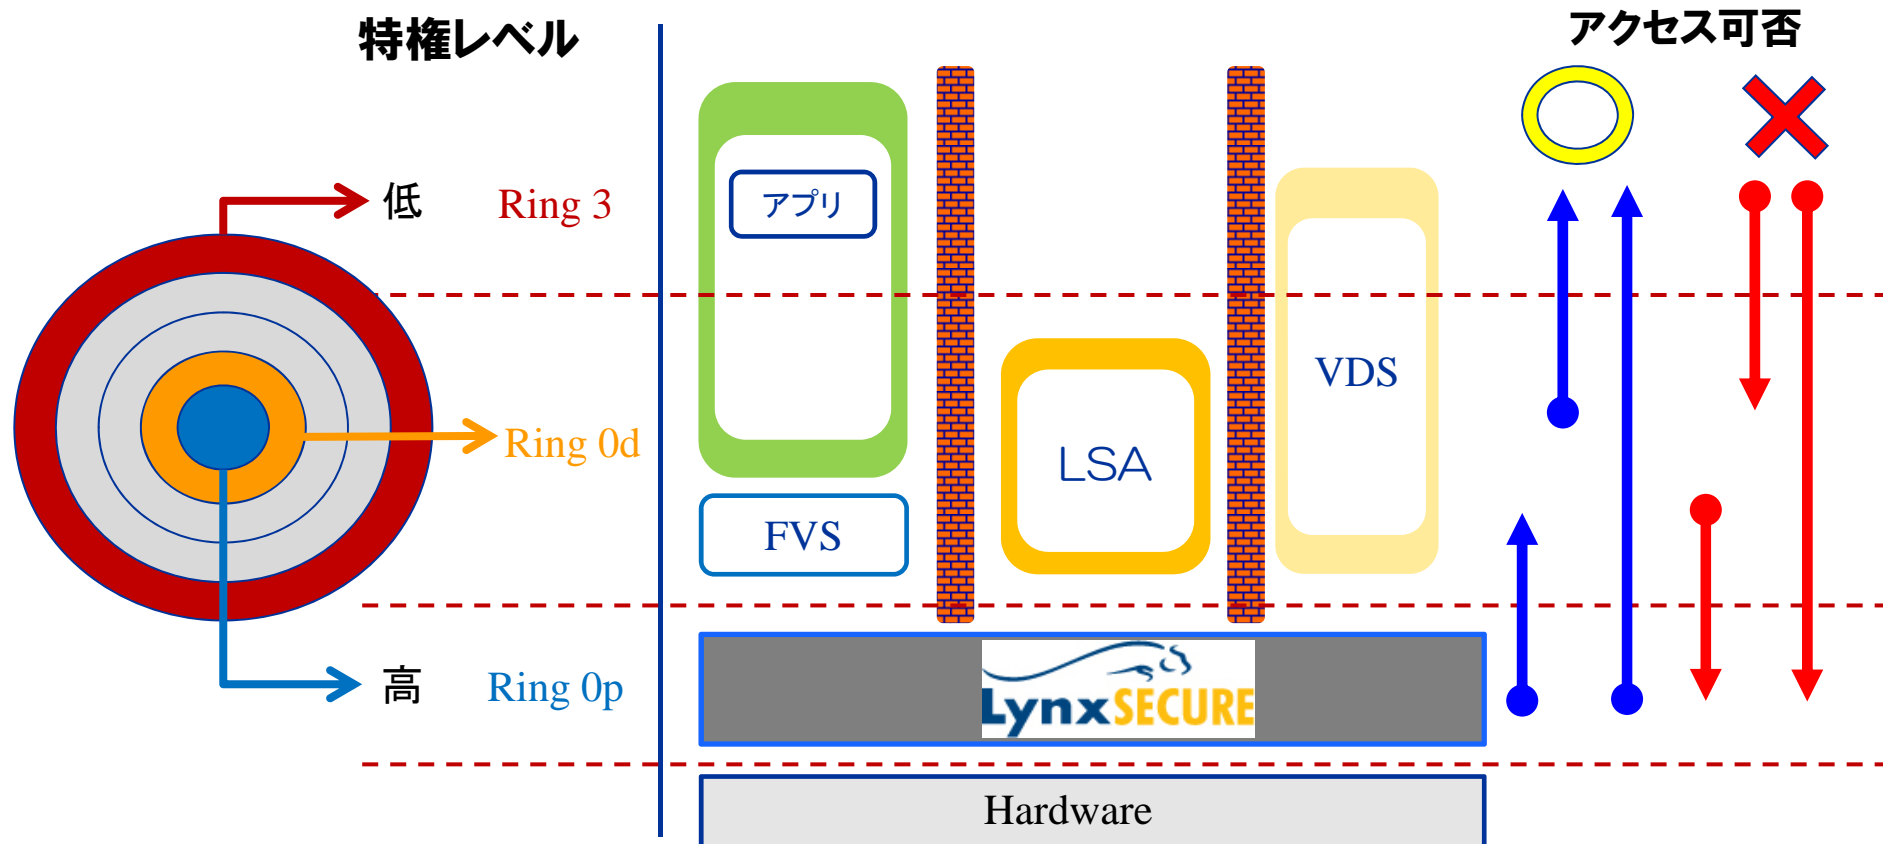 特権レベル
アクセス可否
低
Ring 3
アプリ
VDS
Ring 0d
LSA
FVS
高
Ring 0p
LynxSECURE
Hardware